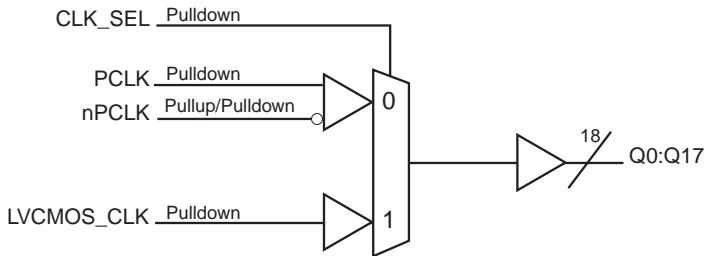 CLK_SEL Pulldown
PCLK Pulldown
0
nPCLK Pullup/Pulldown
18
Q0:Q17
LVCMOS_CLK Pulldown
1